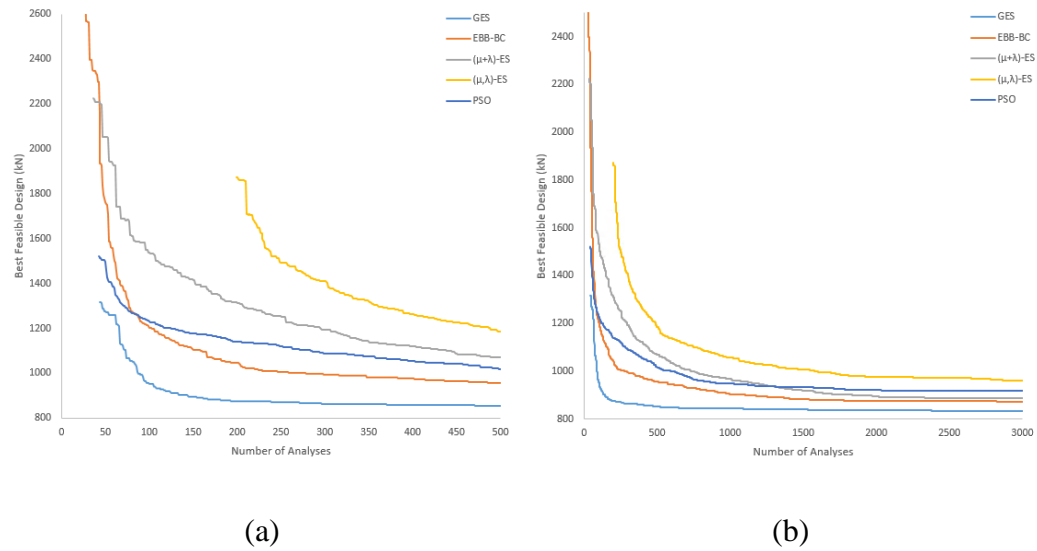 2600
2400
2200
2000
1800
1600
1400
1200
1000
800
Best Feasible Design (kN)
0
50
100
150
200
250
300
350
400
450
500
Number of Analyses
GES
EBB-BC
(μ+λ)-ES
(μ,λ)-ES
PSO
(a)
2400
2200
2000
1800
1600
1400
1200
1000
800
Best Feasible Design (kN)
0
500
1000
1500
2000
2500
3000
Number of Analyses
GES
EBB-BC
(μ+λ)-ES
(μ,λ)-ES
PSO
(b)